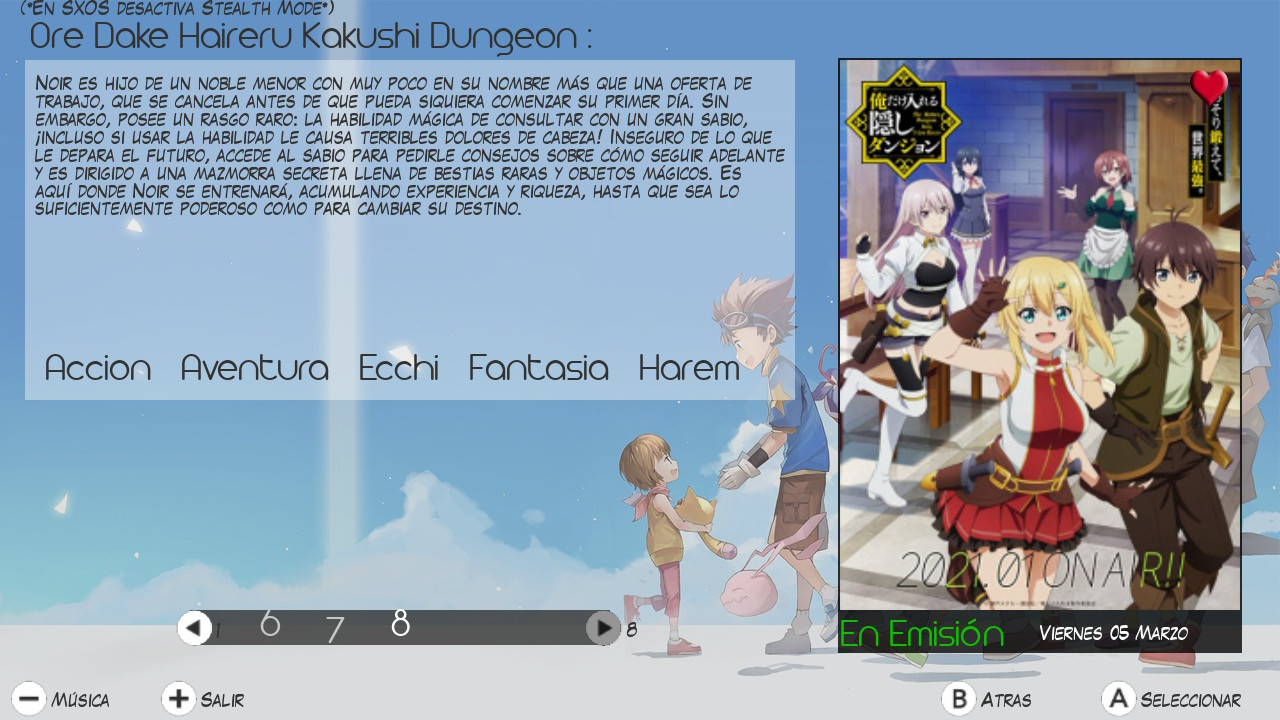 (*En SXOS desactiva Stealth Mode*)
Ore Dake Haireru Kakushi Dungeon :
Noir es hijo de un noble menor con muy poco en su nombre más que una oferta de
trabajo, que se cancela antes de que pueda siquiera comenzar su primer día. Sin
embargo, posee un rasgo raro: la habilidad mágica de consultar con un gran sabio,
¡incluso si usar la habilidad le causa terribles dolores de cabeza! Inseguro de lo que
le depara el futuro, accede al sabio para pedirle consejos sobre cómo seguir adelante
y es dirigido a una mazmorra secreta llena de bestias raras y objetos mágicos. Es
aquí donde Noir se entrenará, acumulando experiencia y riqueza, hasta que sea lo
suficientemente poderoso como para cambiar su destino.
Accion Aventura Ecchi Fantasia Harem
俺だけ入れる
隠し
ダンジョン
そり鍛えて、
世界最強。
2021.01 ON AIR!!
En Emisión Viernes 05 Marzo
1 6 7 8 8
Música Salir B Atras A Seleccionar